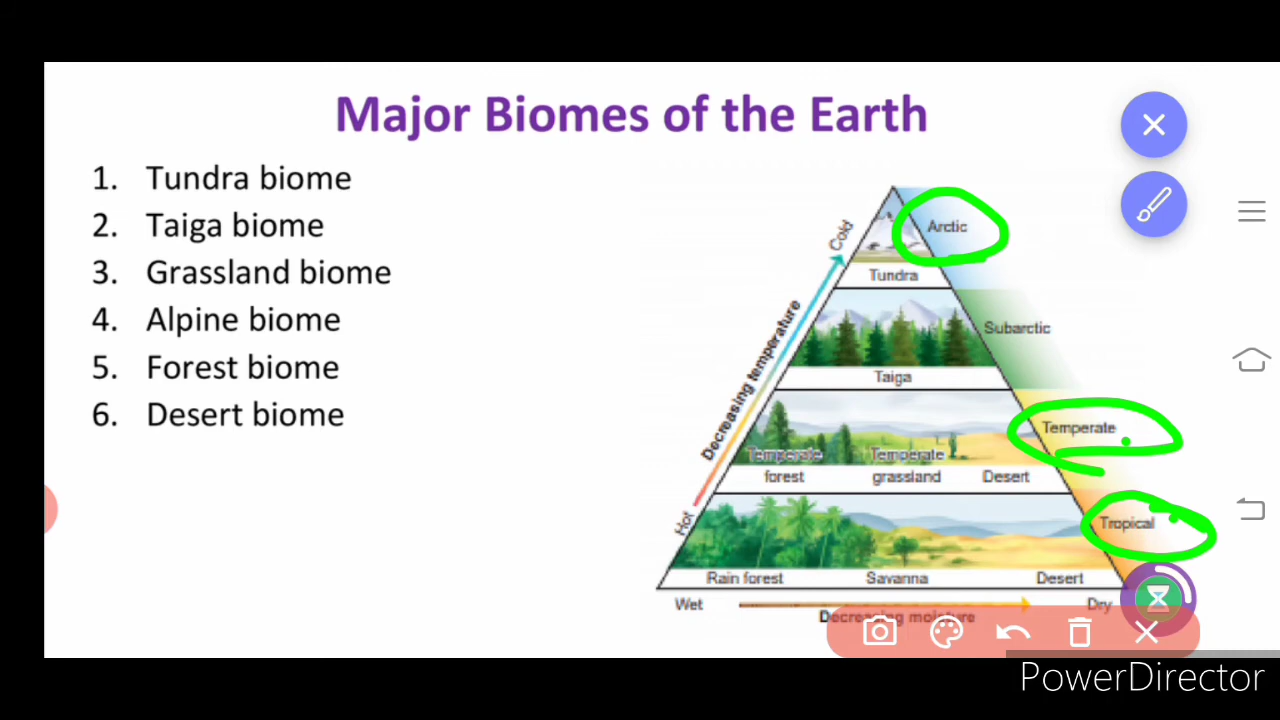 Major Biomes of the Earth
1. Tundra biome
2. Taiga biome
3. Grassland biome
4. Alpine biome
5. Forest biome
6. Desert biome
Cold
Decreasing temperature
Hot
Arctic
Tundra
Subarctic
Taiga
Temperate
Temperate forest
Temperate grassland
Desert
Tropical
Rain forest
Savanna
Desert
Wet
Dry
Decreasing moisture
PowerDirector